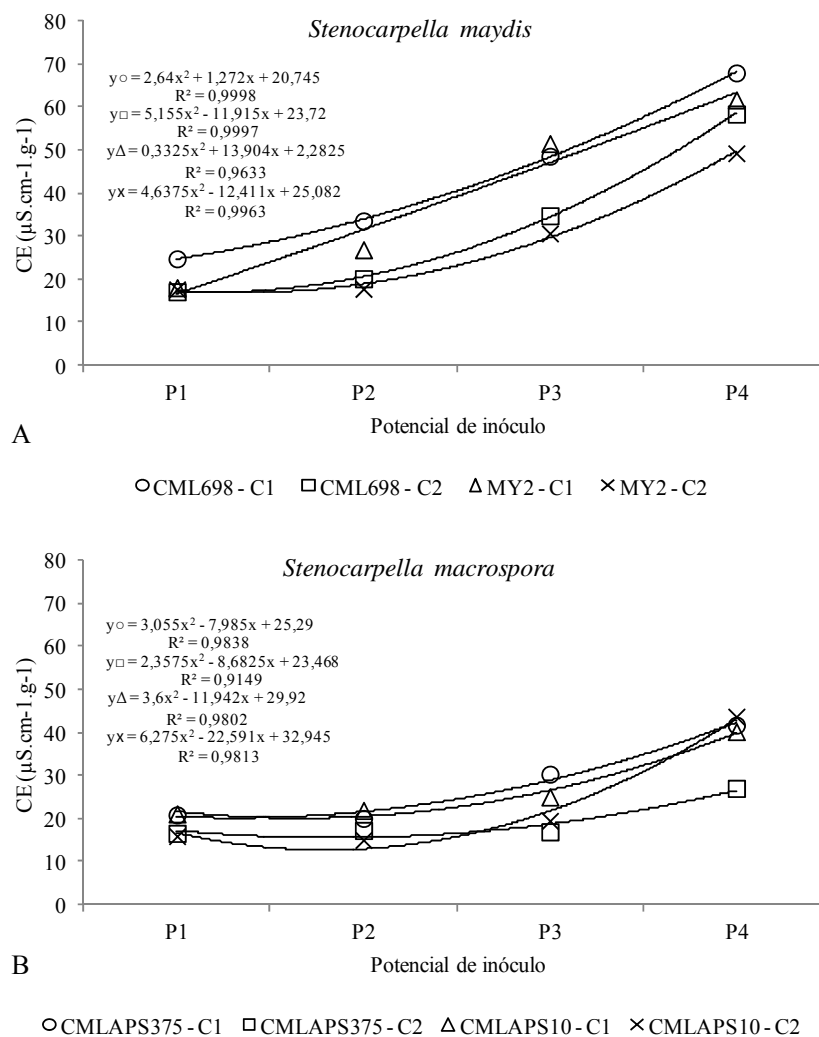 Stenocarpella maydis
80
70
60
50
40
30
20
10
0
CE (µS.cm-1.g-1)
y○ = 2,64x² + 1,272x + 20,745
R² = 0,9998
y□ = 5,155x² - 11,915x + 23,72
R² = 0,9997
yΔ = 0,3325x² + 13,904x + 2,2825
R² = 0,9633
yx = 4,6375x² - 12,411x + 25,082
R² = 0,9963
P1 P2 P3 P4
Potencial de inóculo
A
CML698 - C1 CML698 - C2 MY2 - C1 MY2 - C2
Stenocarpella macrospora
80
70
60
50
40
30
20
10
0
CE (µS.cm-1.g-1)
y○ = 3,055x² - 7,985x + 25,29
R² = 0,9838
y□ = 2,3575x² - 8,6825x + 23,468
R² = 0,9149
yΔ = 3,6x² - 11,942x + 29,92
R² = 0,9802
yx = 6,275x² - 22,591x + 32,945
R² = 0,9813
P1 P2 P3 P4
Potencial de inóculo
B
CMLAPS375 - C1 CMLAPS375 - C2 CMLAPS10 - C1 CMLAPS10 - C2